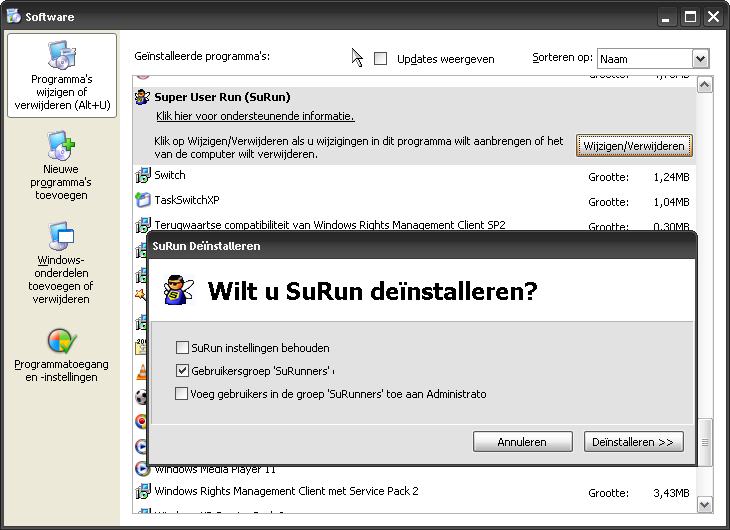 Software
Programma's
wijzigen of
verwijderen (Alt+U)
Nieuwe
programma's
toevoegen
Windows-
onderdelen
toevoegen of
verwijderen
Programmatoegang
en -instellingen
Geïnstalleerde programma's:
Updates weergeven
Sorteren op:
Naam
Super User Run (SuRun)
Klik hier voor ondersteunende informatie.
Klik op Wijzigen/Verwijderen als u wijzigingen in dit programma wilt aanbrengen of het
van de computer wilt verwijderen.
Wijzigen/Verwijderen
Switch Grootte: 1,24MB
TaskSwitchXP Grootte: 1,04MB
Terugwaartse compatibiliteit van Windows Rights Management Client SP2 Grootte: 0,30MB
SuRun Deïnstalleren
Wilt u SuRun deïnstalleren?
SuRun instellingen behouden
Gebruikersgroep 'SuRunners'
Voeg gebruikers in de groep 'SuRunners' toe aan Administrato
Annuleren
Deïnstalleren >>
Windows Media Player 11
Windows Rights Management Client met Service Pack 2 Grootte: 3,43MB